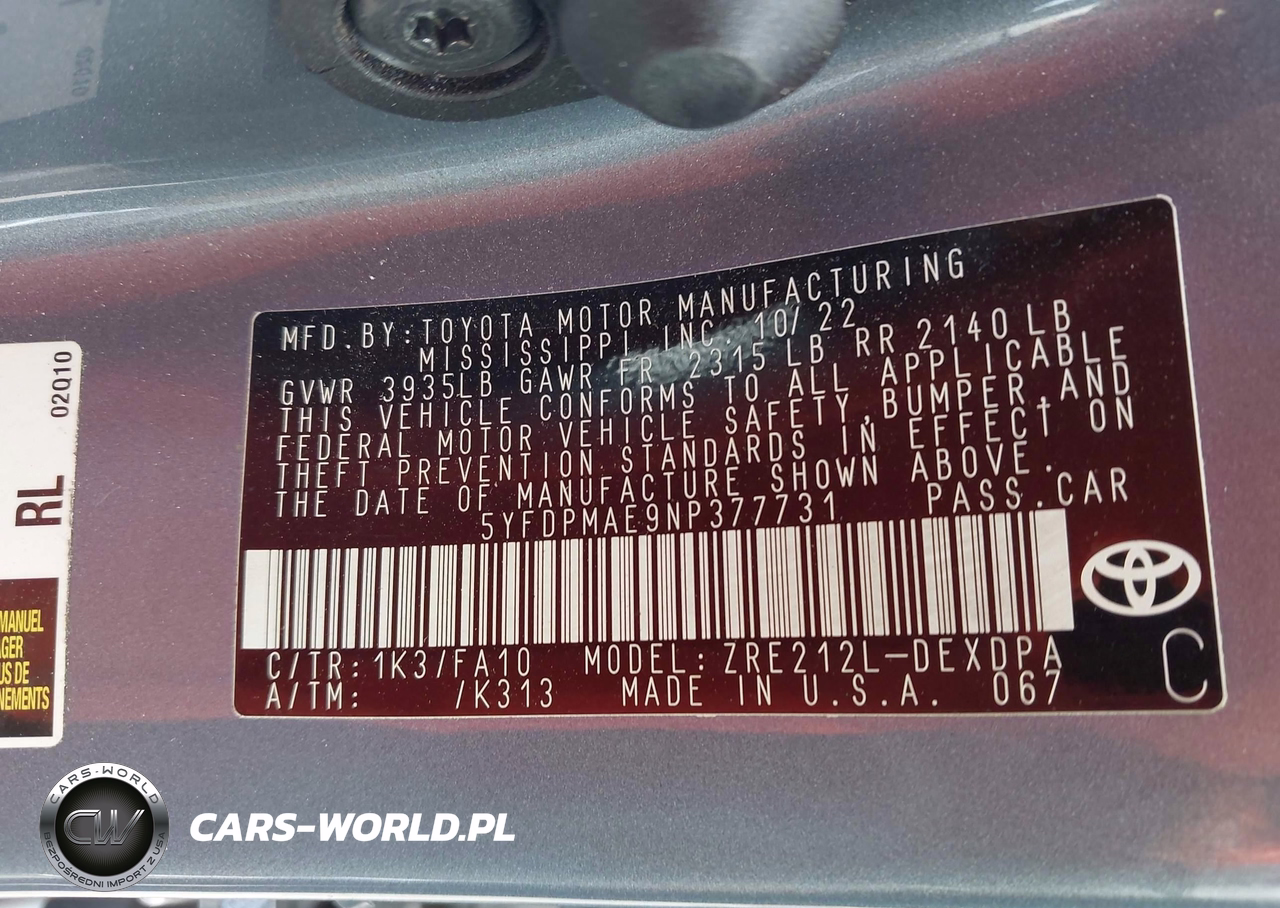 MFD.BY:TOYOTA MOTOR MANUFACTURING
MISSISSIPPI,INC. 10/22
GVWR 3935LB GAWR FR 2315 LB RR 2140 LB
THIS VEHICLE CONFORMS TO ALL APPLICABLE
FEDERAL MOTOR VEHICLE SAFETY,BUMPER,AND
THEFT PREVENTION STANDARDS IN EFFECT ON
THE DATE OF MANUFACTURE SHOWN ABOVE.
5YFDPMAE9NP377731 PASS.CAR
C/TR: 1K3/FA10 MODEL: ZRE212L-DEXDPA
A/TM: /K313 MADE IN U.S.A. 067
C
RL
02Q10
MANUEL
US DE
CARS-WORLD
CW
BEZPOŚREDNI IMPORT Z USA
CARS-WORLD.PL